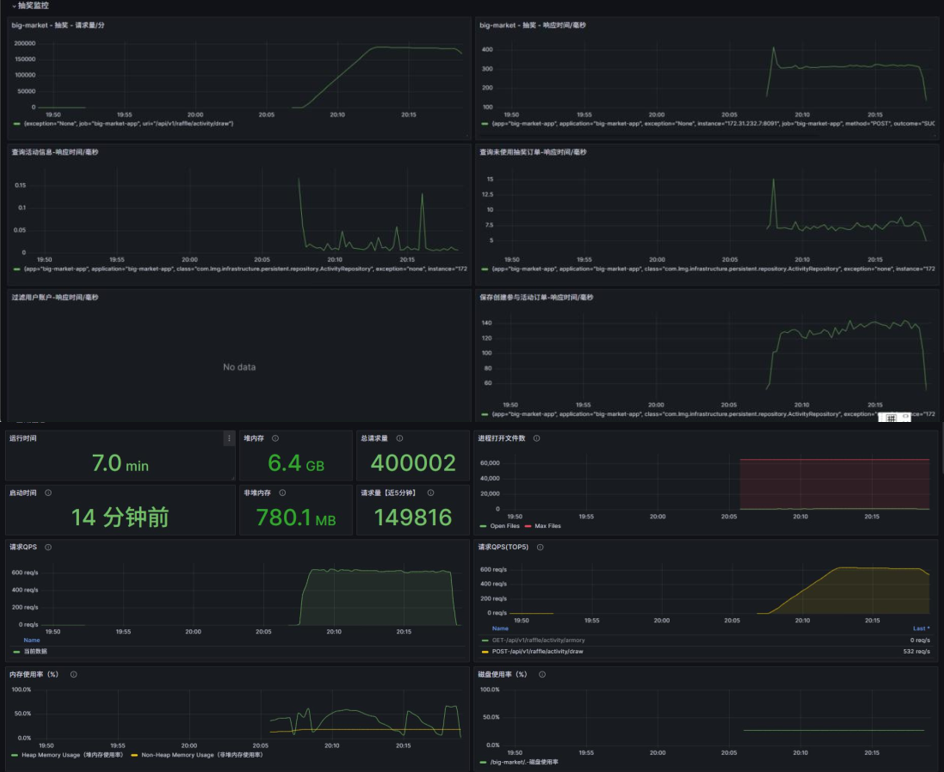 抽奖监控
big-market - 抽奖 - 请求量/分
200000
150000
100000
50000
0
19:50 19:55 20:00 20:05 20:10 20:15
{exception="None", job="big-market-app", uri="/api/v1/raffle/activity/draw"}
big-market - 抽奖 - 响应时间/毫秒
400
300
200
100
19:50 19:55 20:00 20:05 20:10 20:15
{app="big-market-app", application="big-market-app", exception="None", instance="172.31.232.7:8091", job="big-market-app", method="POST", outcome="SUC
查询活动信息-响应时间/毫秒
0.15
0.1
0.05
0
19:50 19:55 20:00 20:05 20:10 20:15
{app="big-market-app", application="big-market-app", class="com.lmg.infrastructure.persistent.repository.ActivityRepository", exception="none", instance="172
查询未使用抽奖订单-响应时间/毫秒
15
12.5
10
7.5
5
19:50 19:55 20:00 20:05 20:10 20:15
{app="big-market-app", application="big-market-app", class="com.lmg.infrastructure.persistent.repository.ActivityRepository", exception="none", instance="172
过滤用户账户-响应时间/毫秒
No data
保存创建参与活动订单-响应时间/毫秒
140
120
100
80
60
19:50 19:55 20:00 20:05 20:10 20:15
{app="big-market-app", application="big-market-app", class="com.lmg.infrastructure.persistent.repository.ActivityRepository", exception= "172
运行时间
7.0 min
堆内存
6.4 GB
总请求量
400002
进程打开文件数
60,000
40,000
20,000
0
19:50 19:55 20:00 20:05 20:10 20:15
Open Files Max Files
启动时间
14 分钟前
非堆内存
780.1 MB
请求量【近5分钟】
149816
请求QPS
600 req/s
400 req/s
200 req/s
0 req/s
19:50 19:55 20:00 20:05 20:10 20:15
Name
当前数据
请求QPS(TOP5)
600 req/s
400 req/s
200 req/s
0 req/s
19:50 19:55 20:00 20:05 20:10 20:15
Name Last *
GET-/api/v1/raffle/activity/armory 0 req/s
POST-/api/v1/raffle/activity/draw 532 req/s
内存使用率（%）
100.0%
50.0%
0.0%
19:50 19:55 20:00 20:05 20:10 20:15
Heap Memory Usage（堆内存使用率） Non-Heap Memory Usage（非堆内存使用率）
磁盘使用率（%）
100.0%
50.0%
0.0%
19:50 19:55 20:00 20:05 20:10 20:15
/big-market/.-磁盘使用率